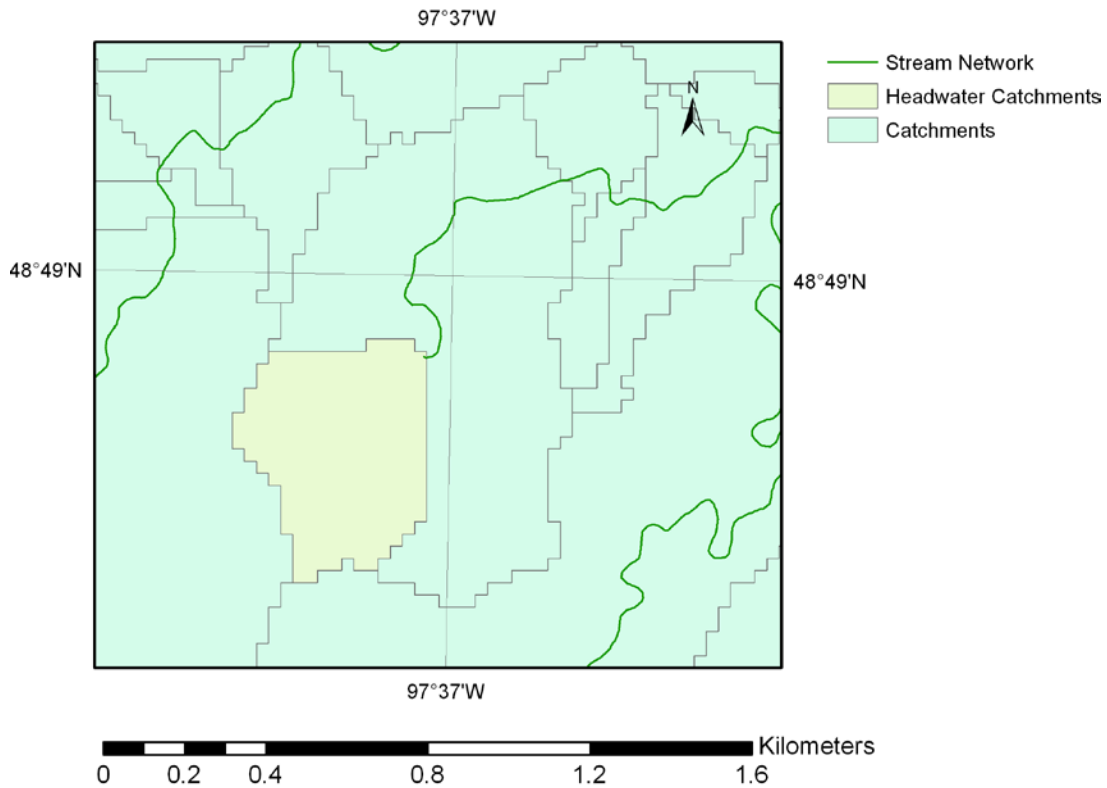 97°37'W
Stream Network
Headwater Catchments
Catchments
N
48°49'N
48°49'N
97°37'W
Kilometers
0 0.2 0.4 0.8 1.2 1.6